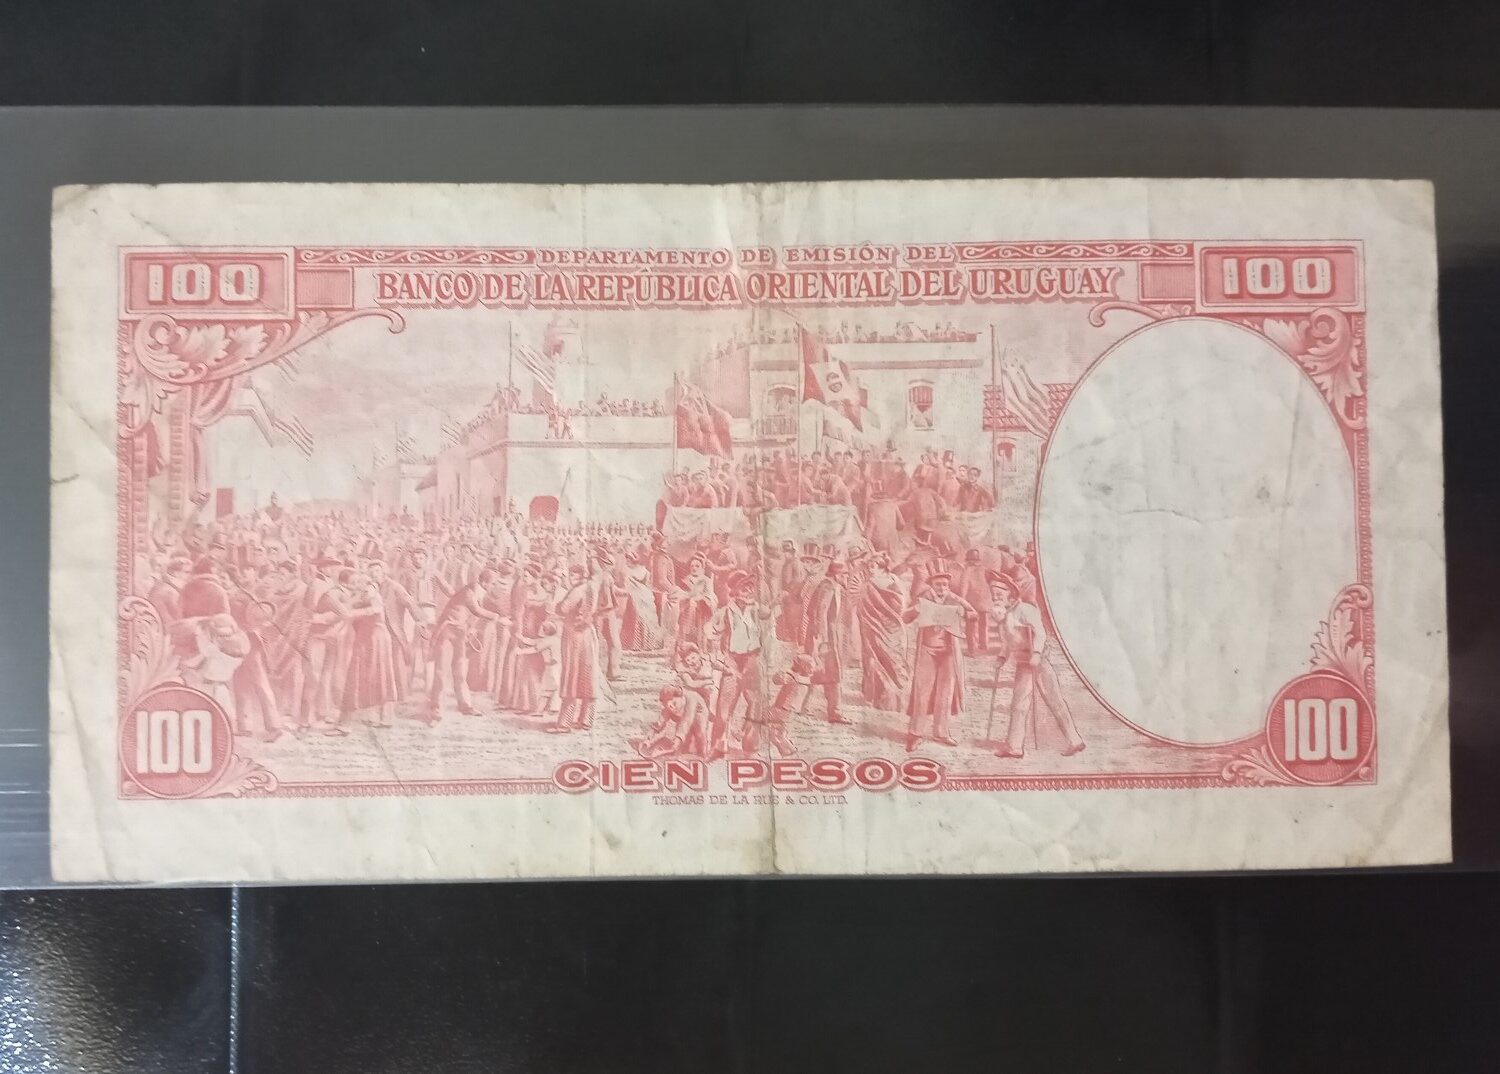 100
DEPARTAMENTO DE EMISIÓN DEL
100
BANCO DE LA REPÚBLICA ORIENTAL DEL URUGUAY
100
CIEN PESOS
100
THOMAS DE LA RUE & CO. LTD.